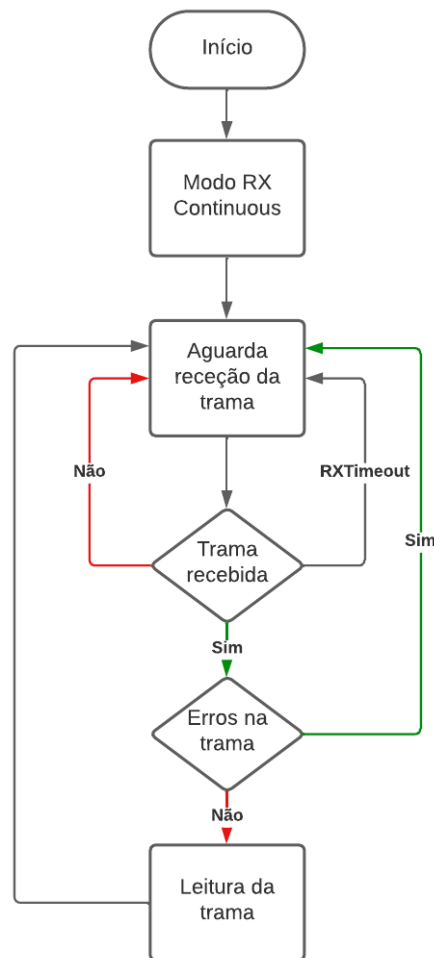 Início
Modo RX
Continuous
Aguarda
receção da
trama
Não
RXTimeout
Sim
Trama
recebida
Sim
Erros na
trama
Não
Leitura da
trama